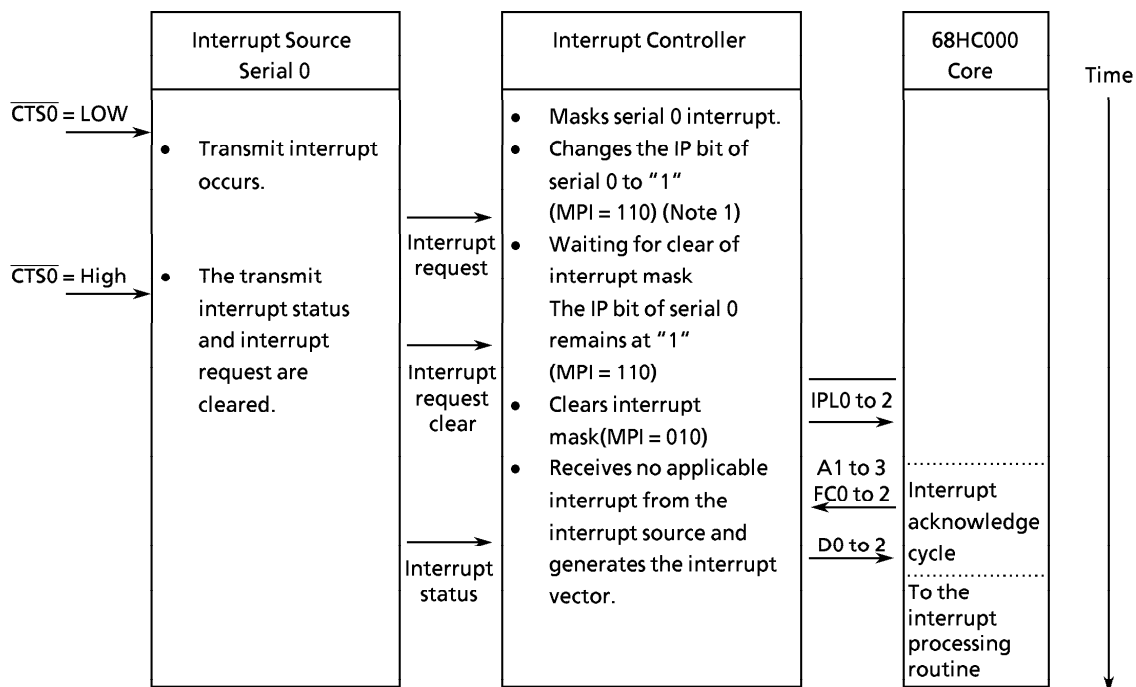 Interrupt Source
Serial 0
Interrupt Controller
68HC000
Core
Time
CTS0 = LOW
• Transmit interrupt
occurs.
CTS0 = High
• The transmit
interrupt status
and interrupt
request are
cleared.
Interrupt
request
Interrupt
request
clear
Interrupt
status
• Masks serial 0 interrupt.
• Changes the IP bit of
serial 0 to "1"
(MPI = 110) (Note 1)
• Waiting for clear of
interrupt mask
The IP bit of serial 0
remains at "1"
(MPI = 110)
• Clears interrupt
mask(MPI = 010)
• Receives no applicable
interrupt from the
interrupt source and
generates the interrupt
vector.
IPL0 to 2
A1 to 3
FC0 to 2
D0 to 2
Interrupt
acknowledge
cycle
To the
interrupt
processing
routine